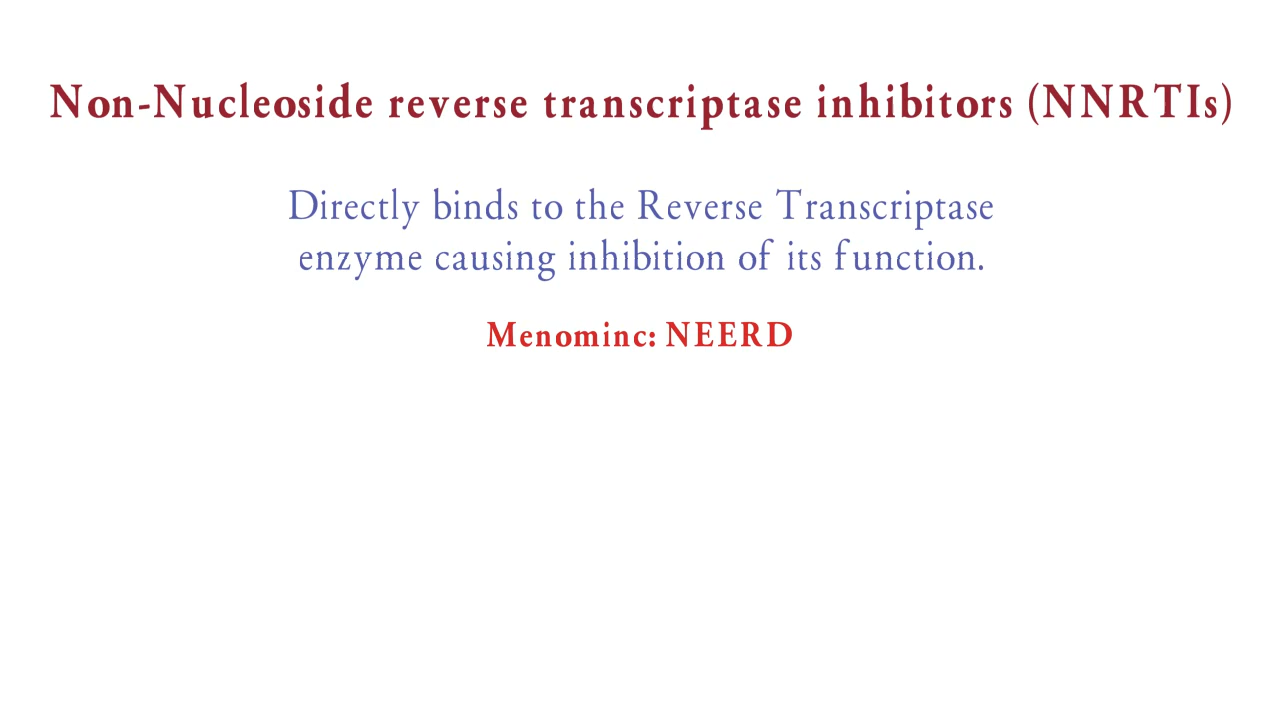 Non-Nucleoside reverse transcriptase inhibitors (NNRTIs)
Directly binds to the Reverse Transcriptase
enzyme causing inhibition of its function.
Menominc: NEERD